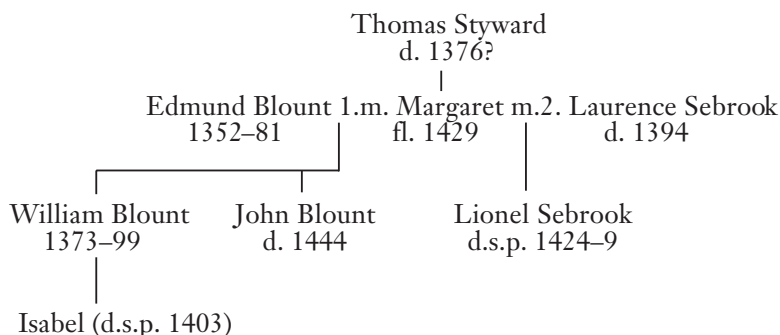 Thomas Styward
d. 1376?
Edmund Blount 1.m. Margaret m.2. Laurence Sebrook
1352–81 fl. 1429 d. 1394
William Blount John Blount Lionel Sebrook
1373–99 d. 1444 d.s.p. 1424–9
Isabel (d.s.p. 1403)